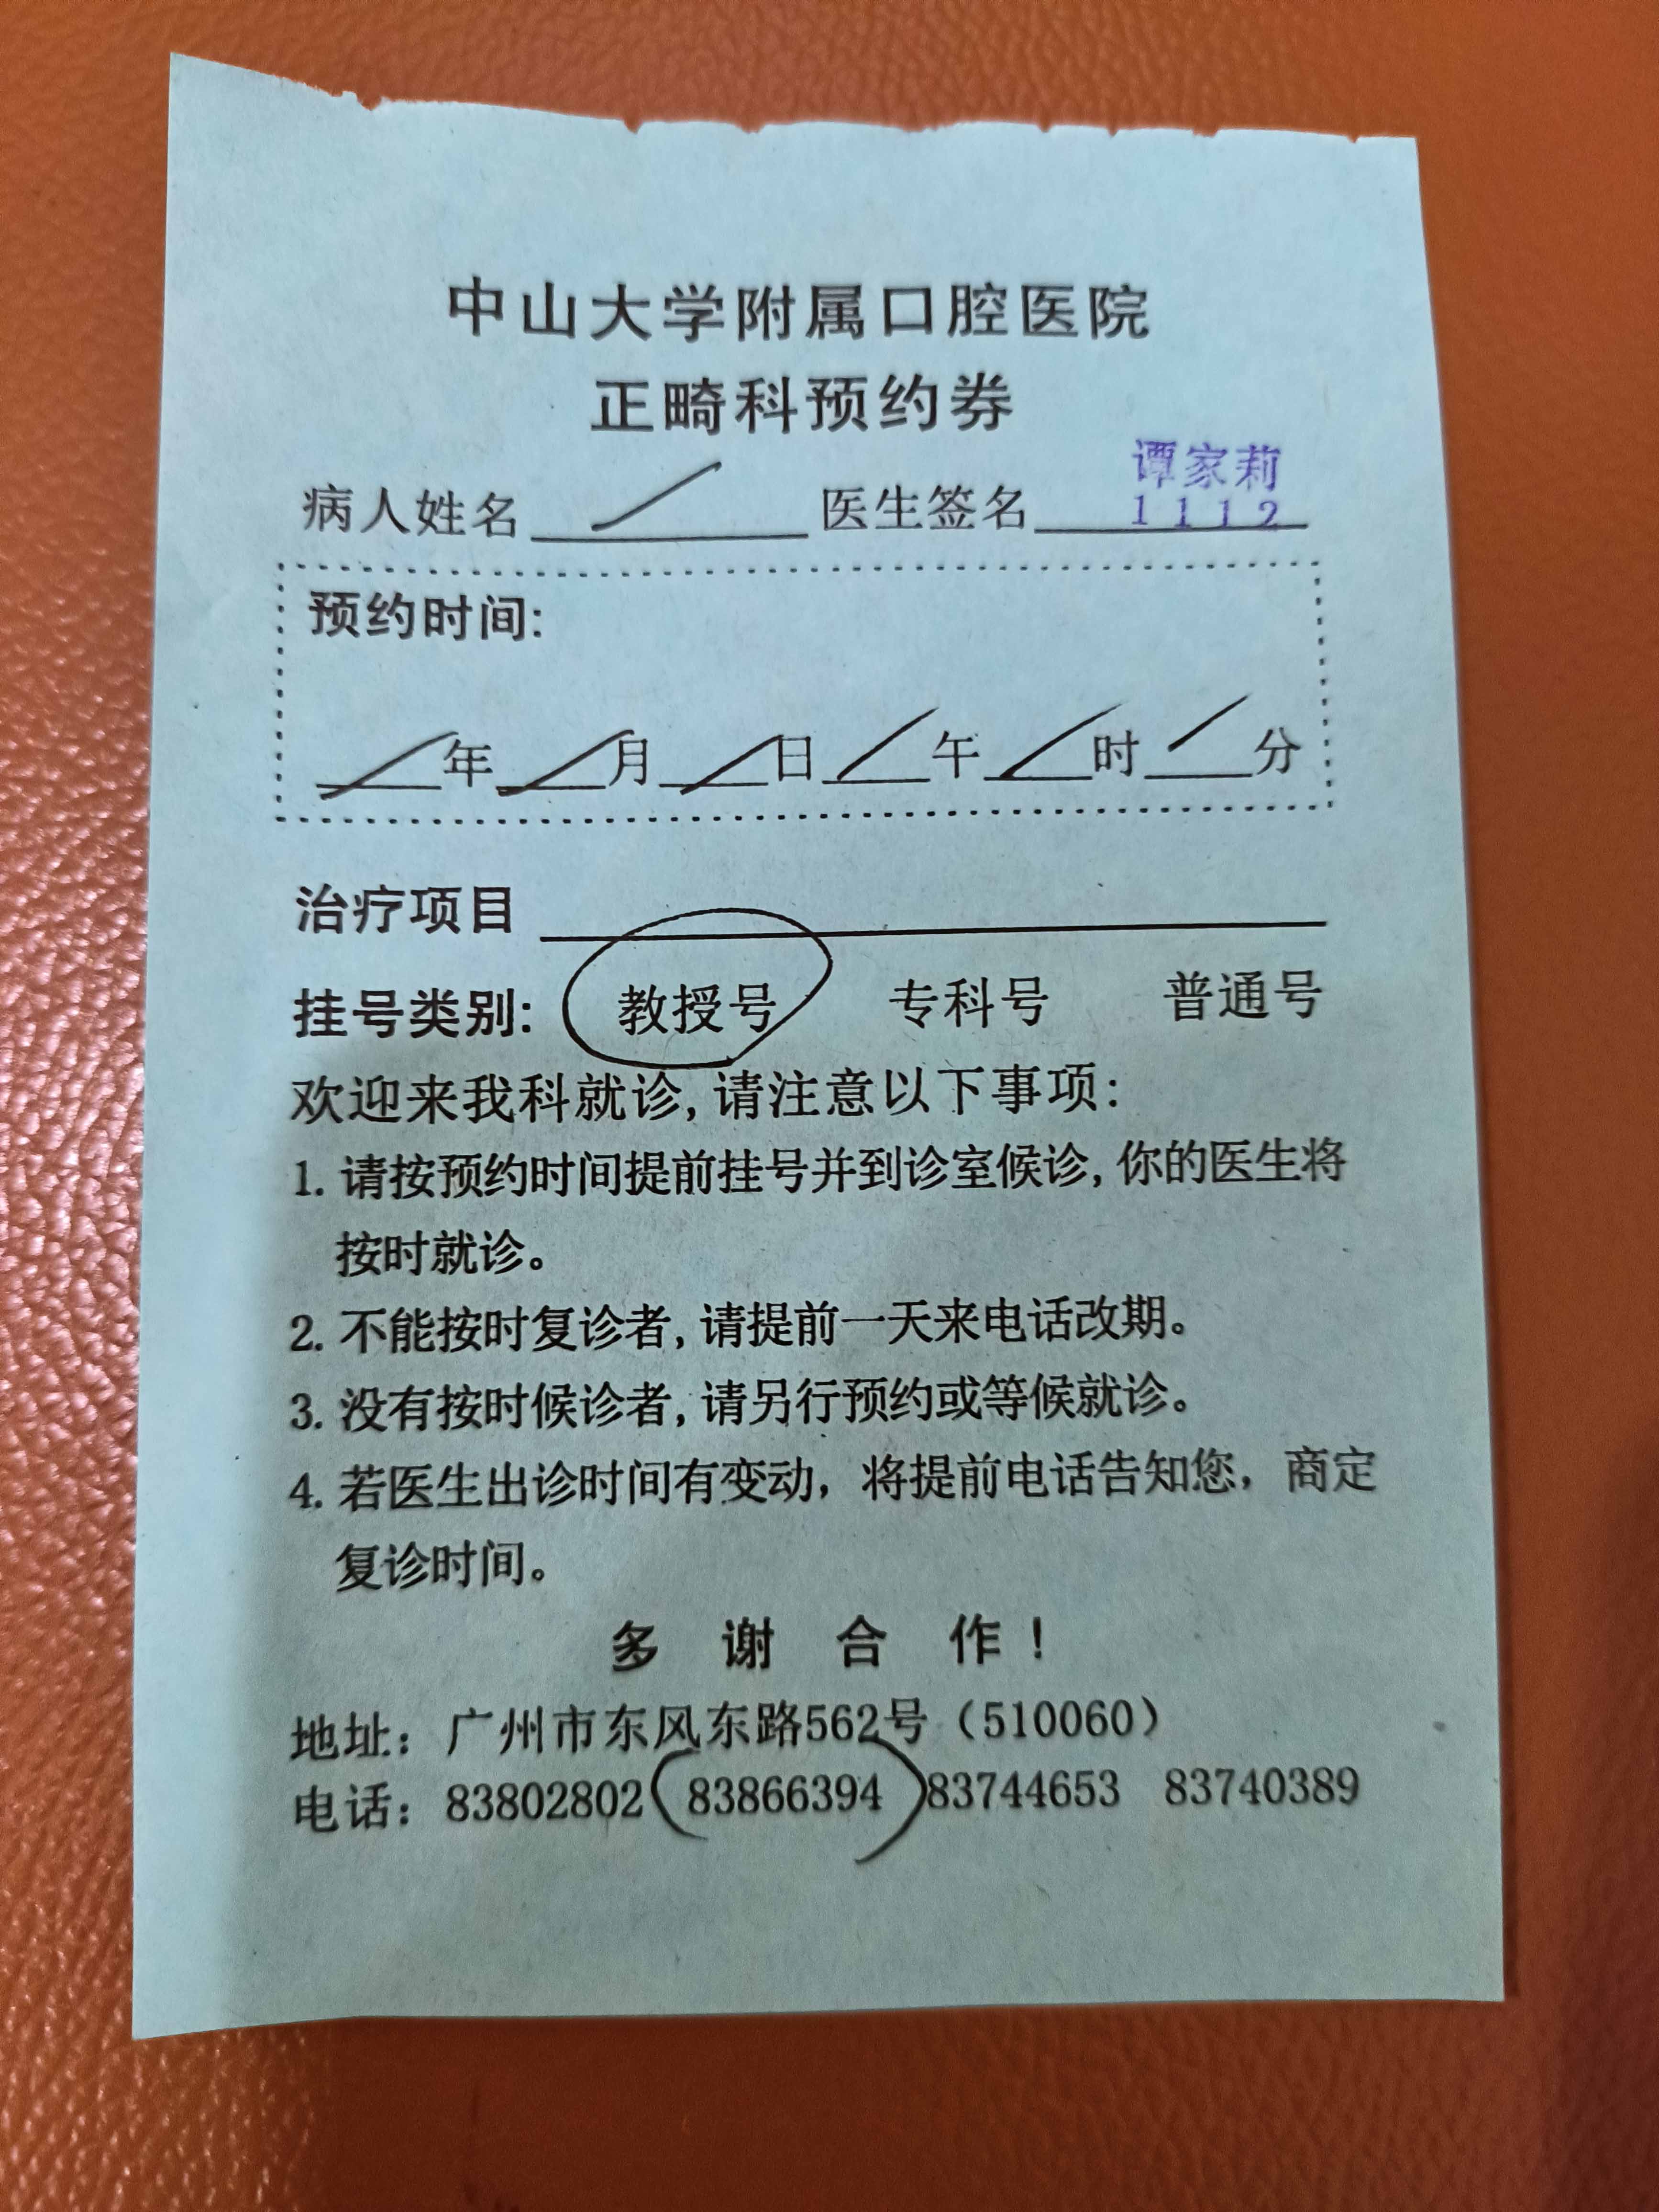 中山大学附属口腔医院
正畸科预约券
谭家莉
病人姓名 医生签名 1112
预约时间:
年 月 日 午 时 分
治疗项目
挂号类别: 教授号 专科号 普通号
欢迎来我科就诊,请注意以下事项:
1. 请按预约时间提前挂号并到诊室候诊,你的医生将
按时就诊。
2. 不能按时复诊者,请提前一天来电话改期。
3. 没有按时候诊者,请另行预约或等候就诊。
4. 若医生出诊时间有变动,将提前电话告知您,商定
复诊时间。
多谢合作!
地址:广州市东风东路562号(510060)
电话:83802802 83866394 83744653 83740389